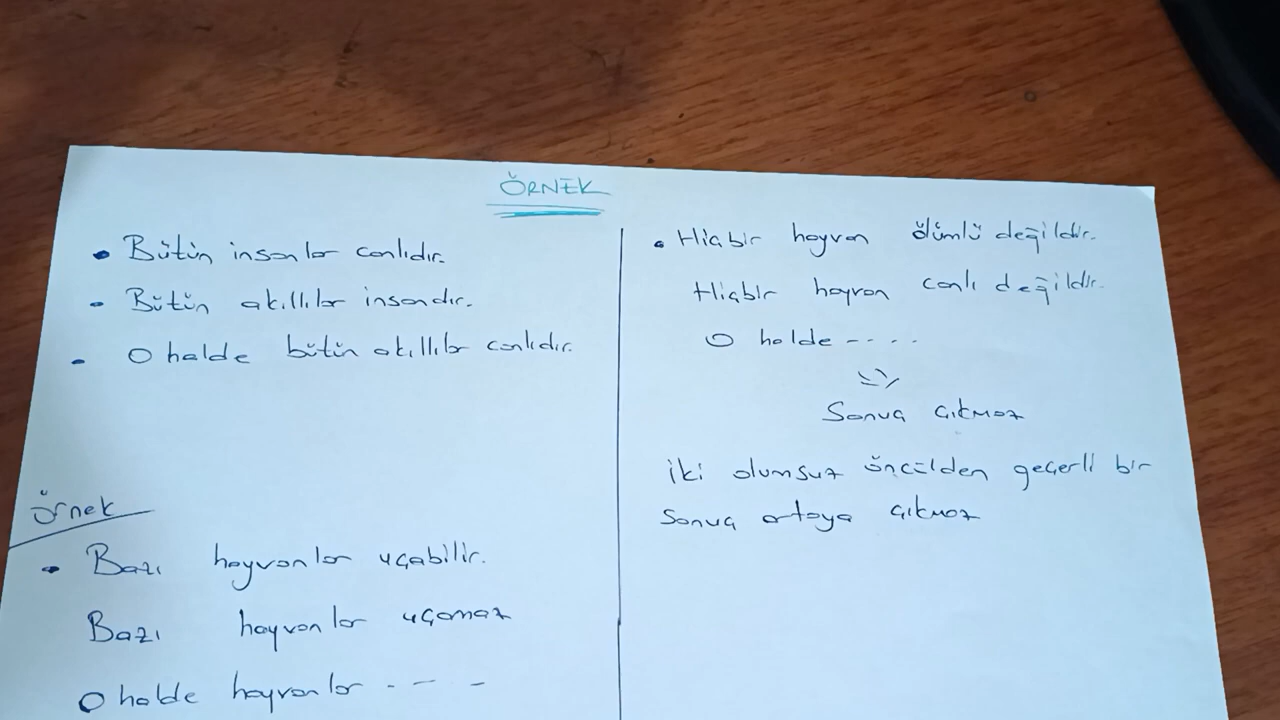 ÖRNEK
• Bütün insanlar canlıdır.
- Bütün akıllılar insandır.
- O halde bütün akıllılar canlıdır.
Örnek
• Bazı hayvanlar uçabilir.
Bazı hayvanlar uçamaz
O halde hayvanlar - - - -
• Hiçbir hayvan ölümlü değildir.
Hiçbir hayvan canlı değildir.
O halde - - - -
Sonuç çıkmaz
İki olumsuz öncülden geçerli bir
sonuç ortaya çıkmaz